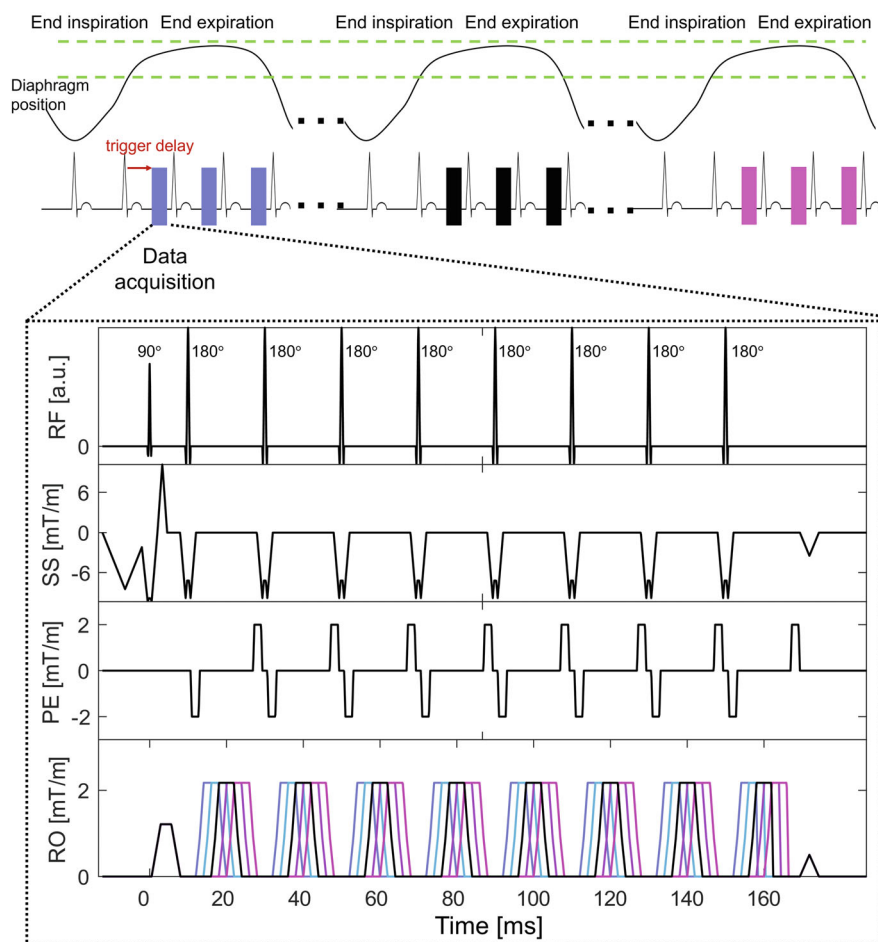 End inspiration End expiration End inspiration End expiration End inspiration End expiration
Diaphragm
position
trigger delay
Data
acquisition
90° 180° 180° 180° 180° 180° 180° 180° 180°
RF [a.u.]
0
SS [mT/m]
6
0
-6
PE [mT/m]
2
0
-2
RO [mT/m]
2
0
0 20 40 60 80 100 120 140 160
Time [ms]